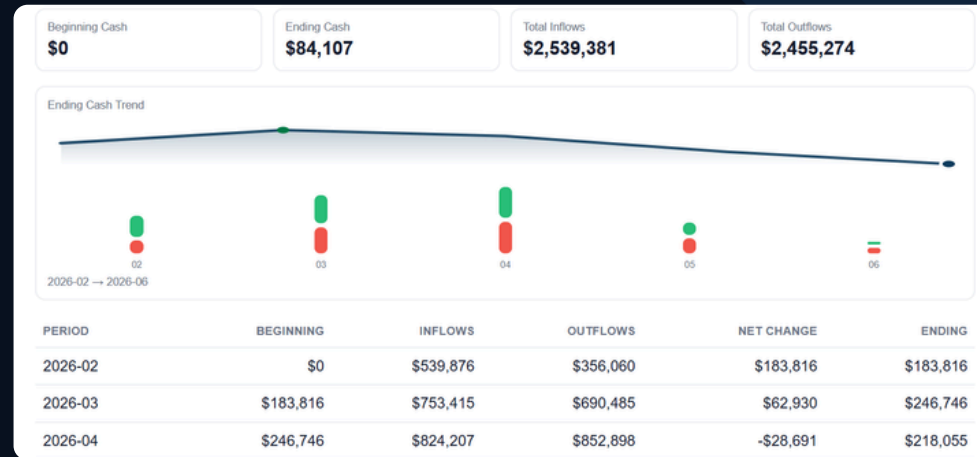 Beginning Cash
$0
Ending Cash
$84,107
Total Inflows
$2,539,381
Total Outflows
$2,455,274
Ending Cash Trend
02 03 04 05 06
2026-02 → 2026-06
PERIOD BEGINNING INFLOWS OUTFLOWS NET CHANGE ENDING
2026-02 $0 $539,876 $356,060 $183,816 $183,816
2026-03 $183,816 $753,415 $690,485 $62,930 $246,746
2026-04 $246,746 $824,207 $852,898 -$28,691 $218,055